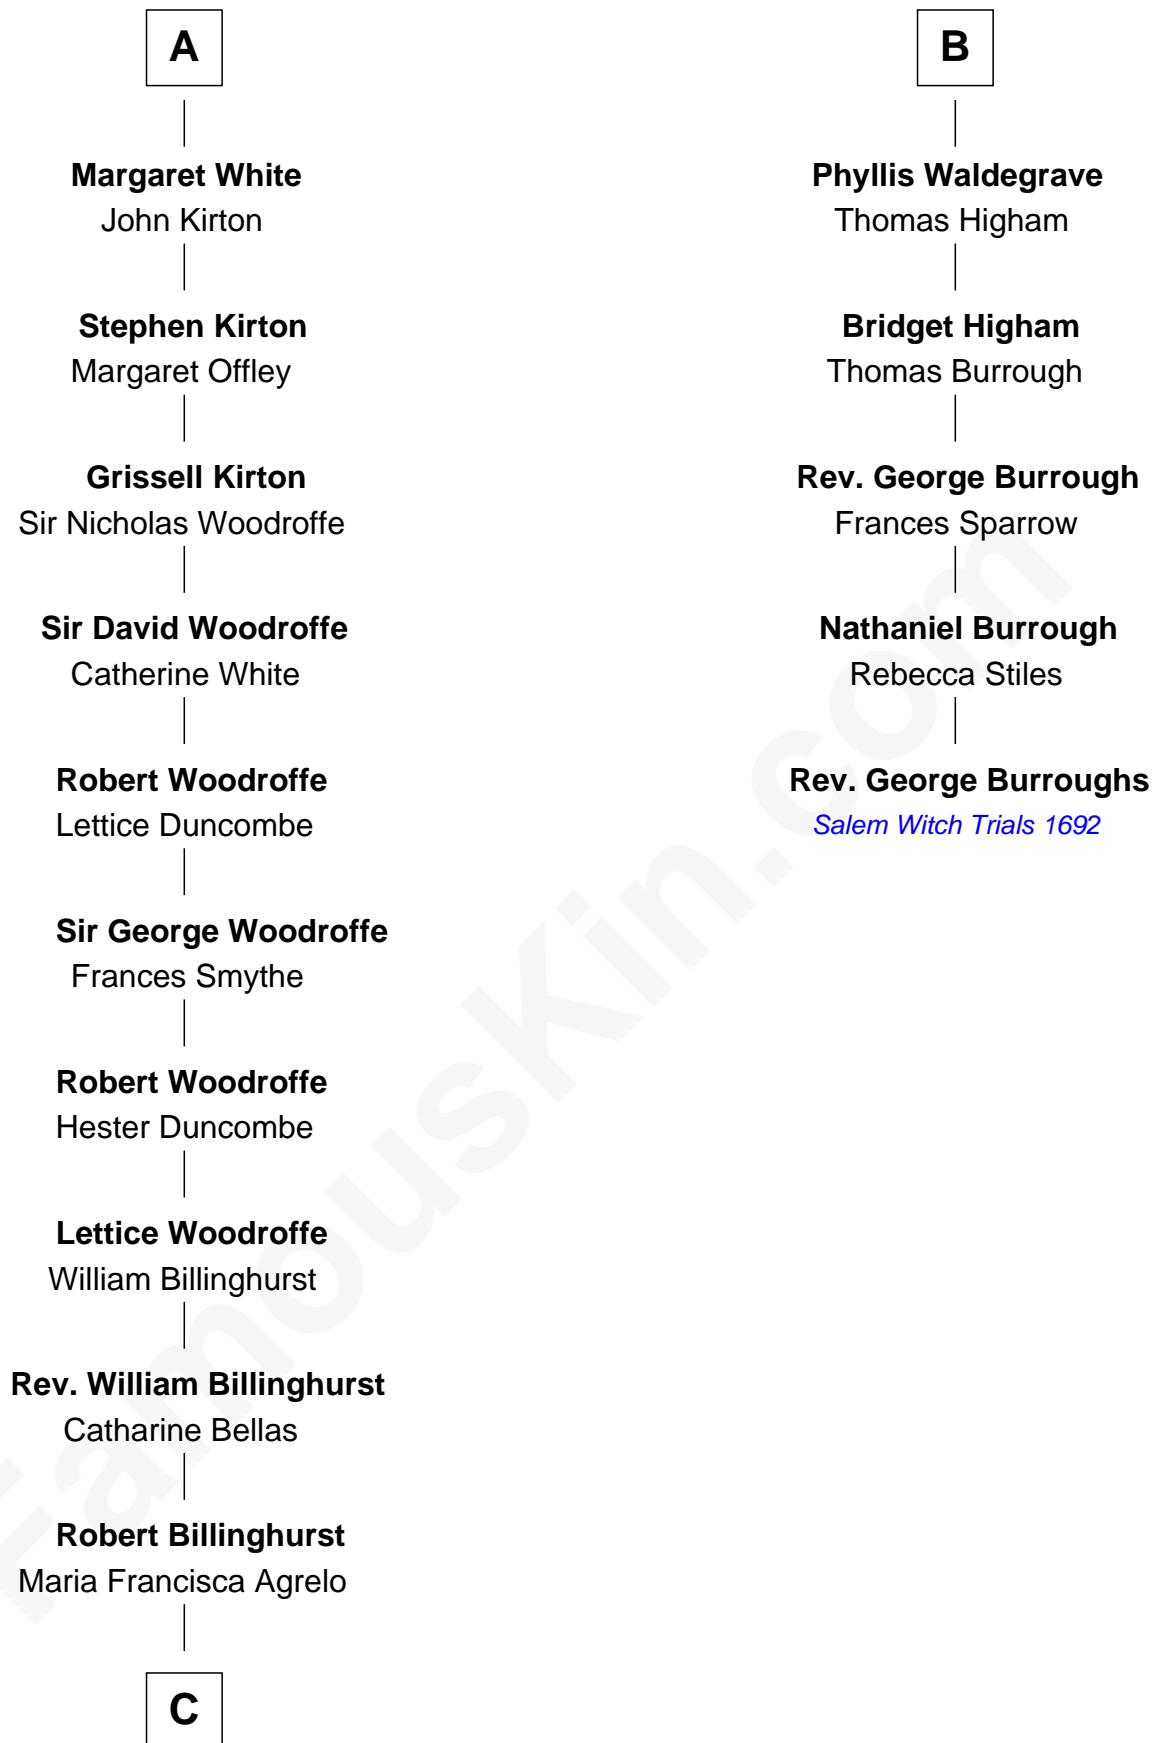 A
Margaret White
John Kirton
Stephen Kirton
Margaret Offley
Grissell Kirton
Sir Nicholas Woodroffe
Sir David Woodroffe
Catherine White
Robert Woodroffe
Lettice Duncombe
Sir George Woodroffe
Frances Smythe
Robert Woodroffe
Hester Duncombe
Lettice Woodroffe
William Billinghurst
Rev. William Billinghurst
Catharine Bellas
Robert Billinghurst
Maria Francisca Agrelo
C
B
Phyllis Waldegrave
Thomas Higham
Bridget Higham
Thomas Burrough
Rev. George Burrough
Frances Sparrow
Nathaniel Burrough
Rebecca Stiles
Rev. George Burroughs
Salem Witch Trials 1692
FamousKin.com